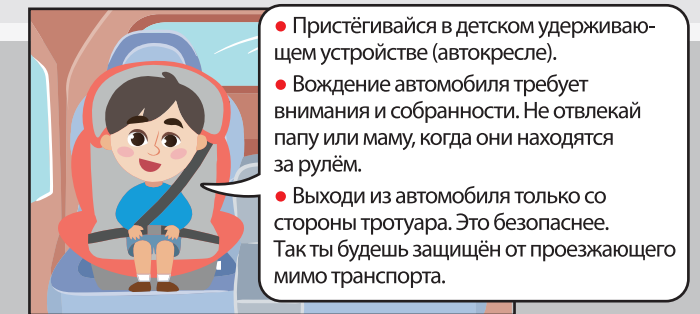 • Пристёгивайся в детском удерживаю-
щем устройстве (автокресле).
• Вождение автомобиля требует
внимания и собранности. Не отвлекай
папу или маму, когда они находятся
за рулём.
• Выходи из автомобиля только со
стороны тротуара. Это безопаснее.
Так ты будешь защищён от проезжающего
мимо транспорта.